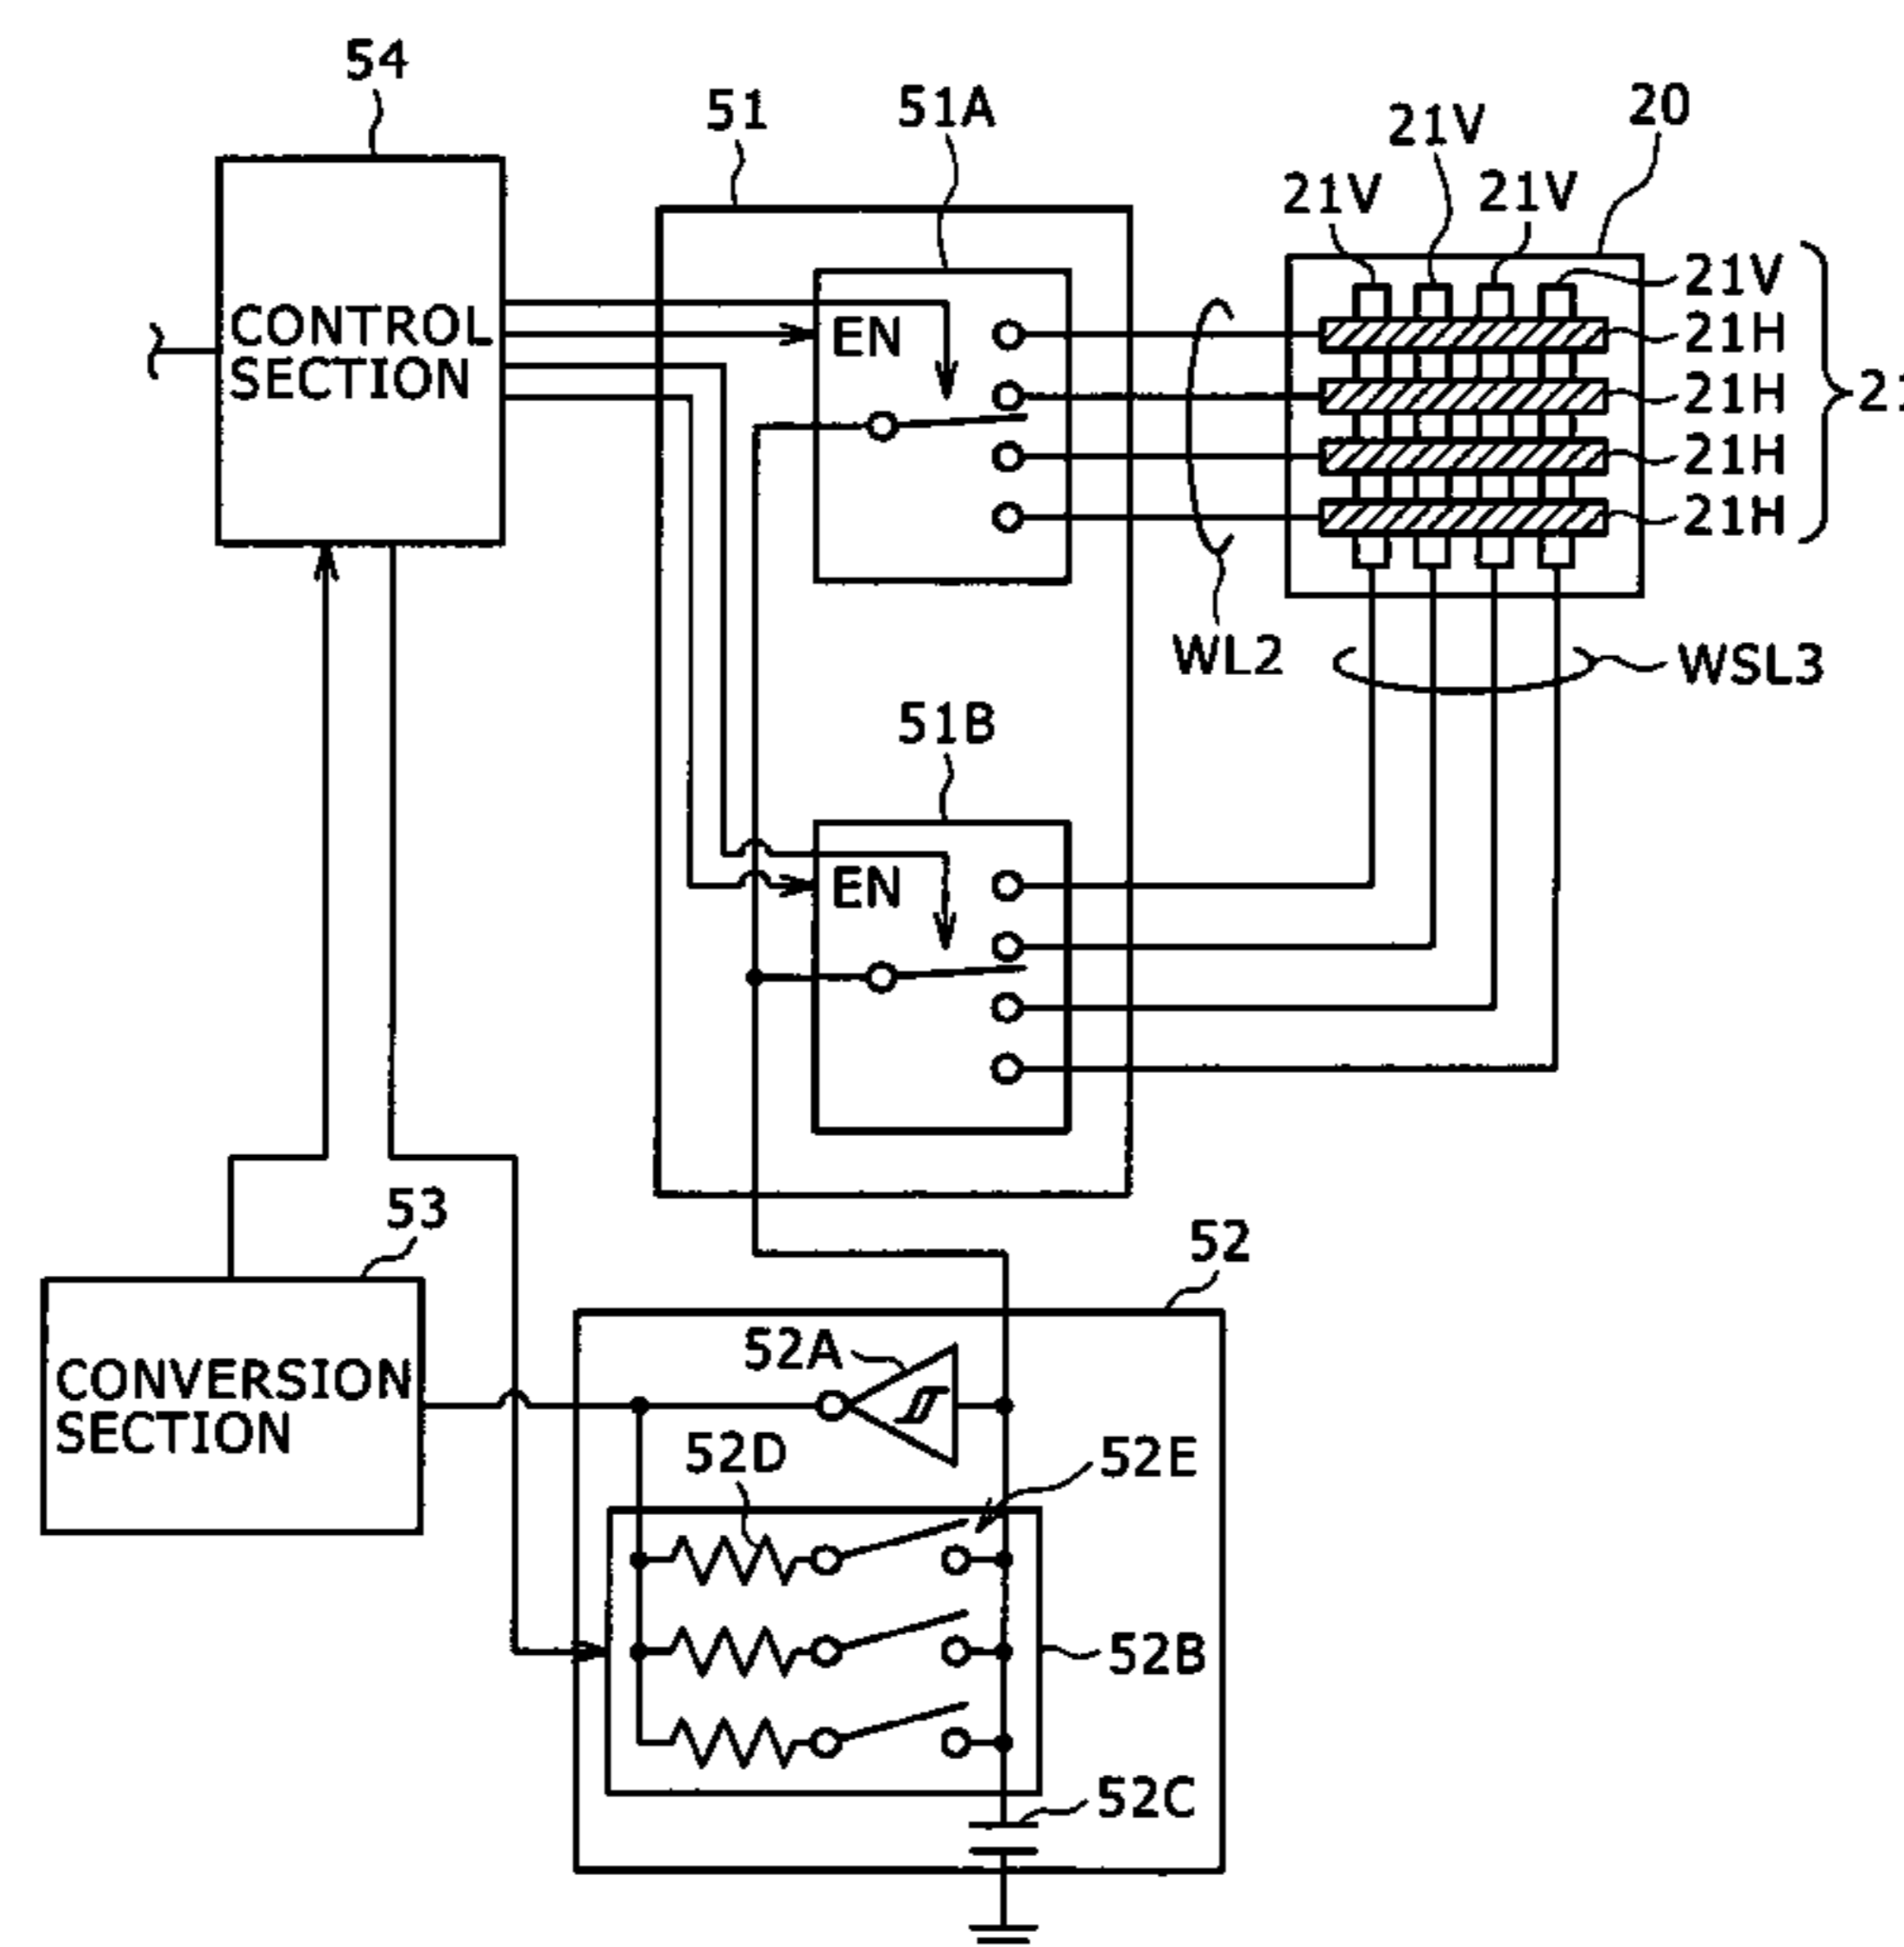 54
51
51A
21V
20
21V
21V
21V
CONTROL
SECTION
EN
21H
21H
21
21H
21H
WL2
WSL3
51B
EN
53
52
CONVERSION
SECTION
52A
52D
52E
52B
52C